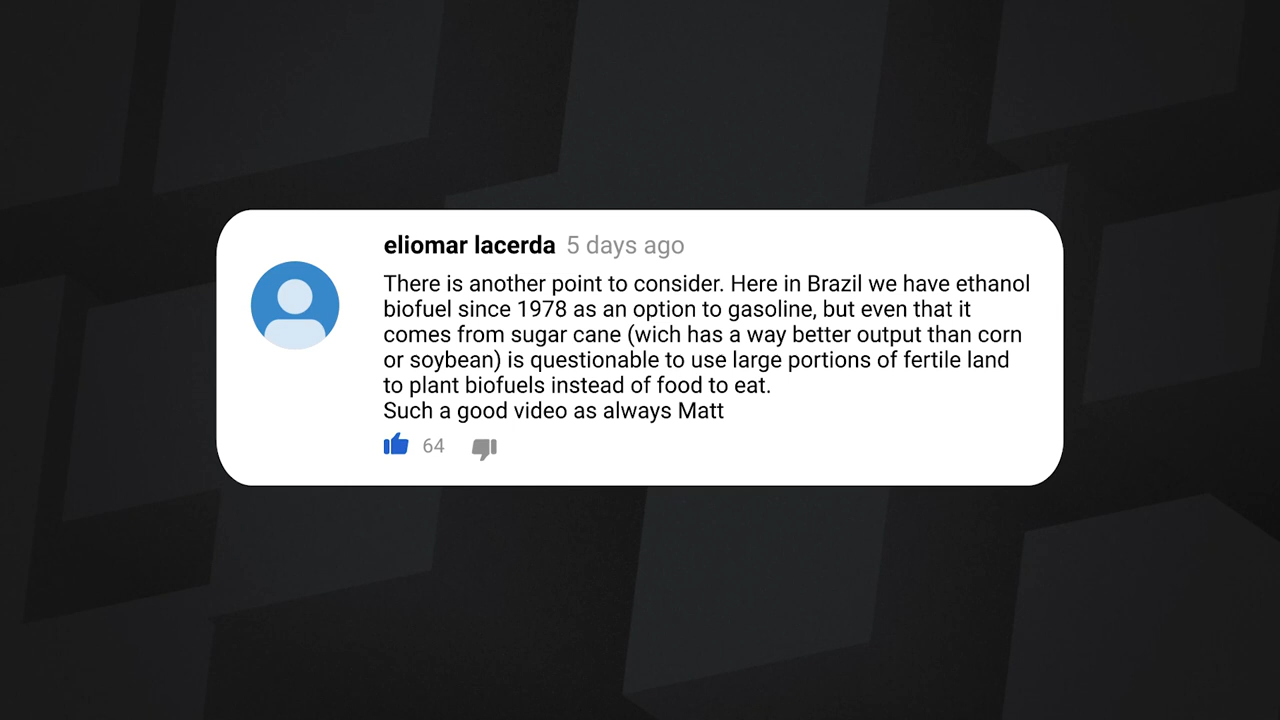 eliomar lacerda 5 days ago
There is another point to consider. Here in Brazil we have ethanol
biofuel since 1978 as an option to gasoline, but even that it
comes from sugar cane (wich has a way better output than corn
or soybean) is questionable to use large portions of fertile land
to plant biofuels instead of food to eat.
Such a good video as always Matt
64